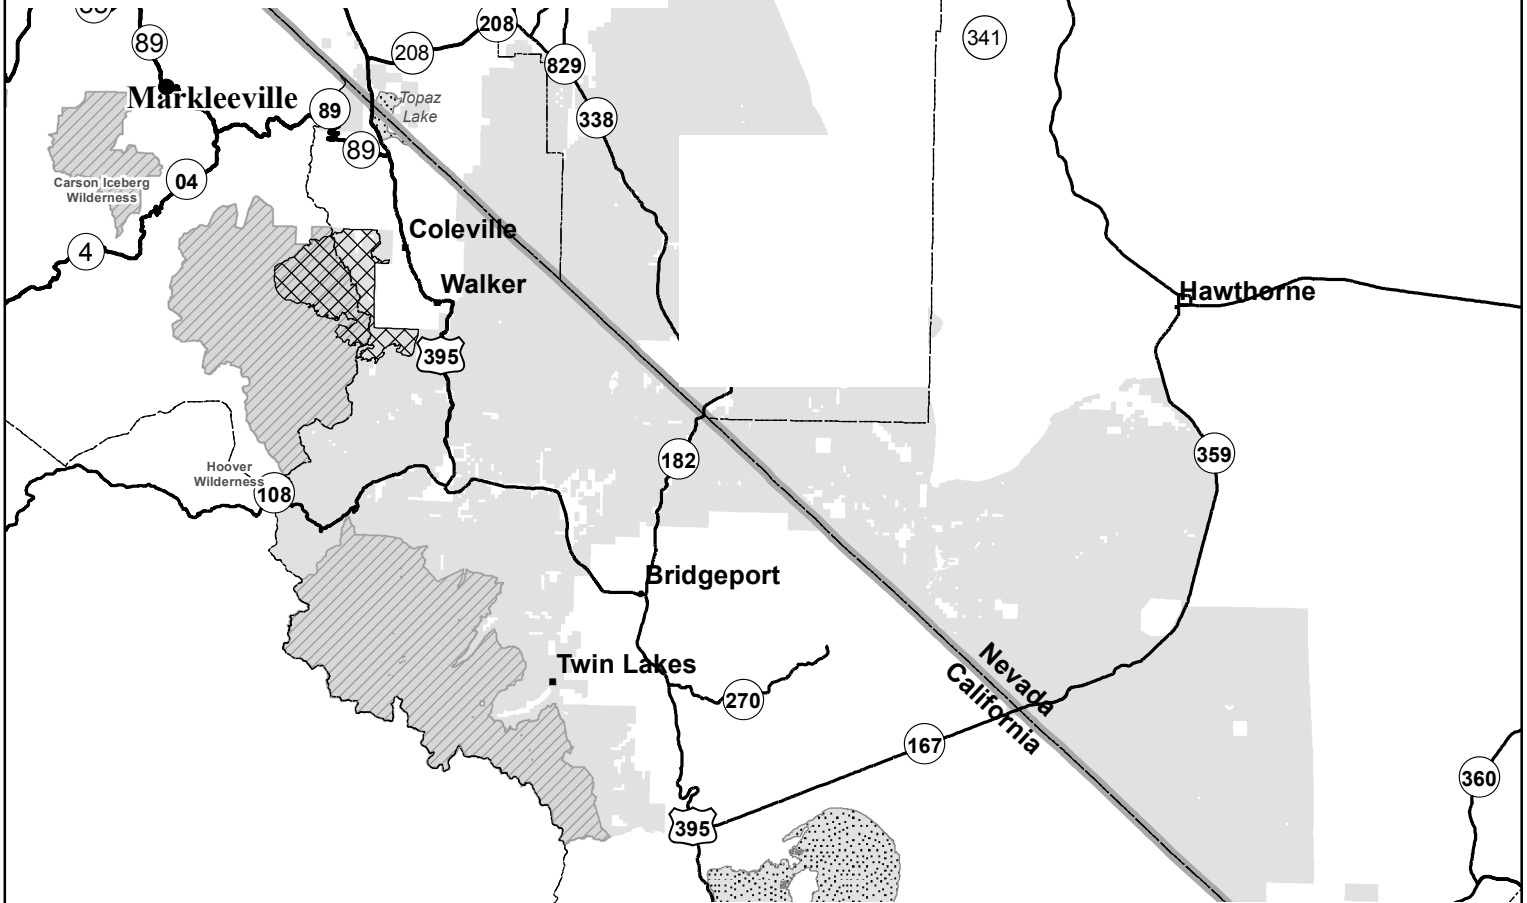 208
89
208
341
829
Markleeville
89
Topaz
Lake
338
89
04
Carson Iceberg
Wilderness
4
Coleville
Walker
Hawthorne
395
182
359
Hoover
Wilderness
108
Bridgeport
Twin Lakes
Nevada
California
270
167
360
395